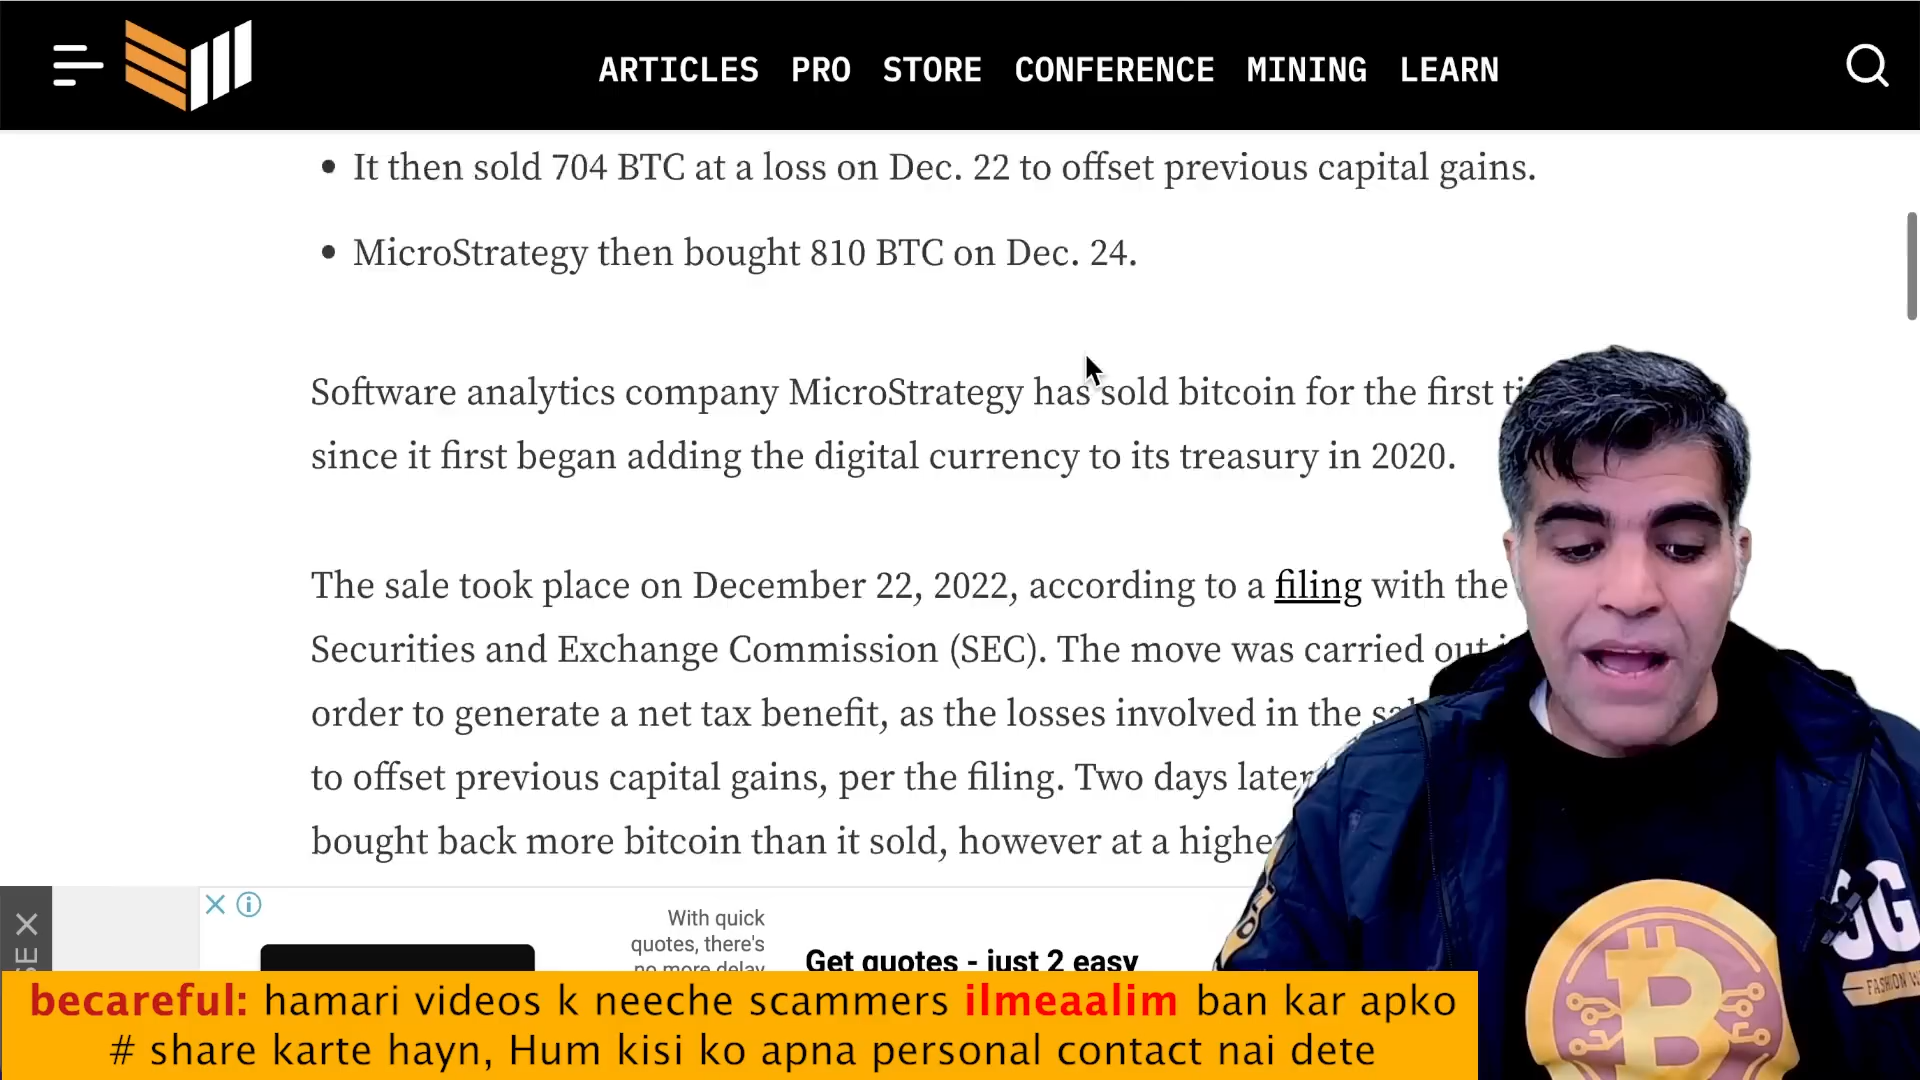 ARTICLES PRO STORE CONFERENCE MINING LEARN
• It then sold 704 BTC at a loss on Dec. 22 to offset previous capital gains.
• MicroStrategy then bought 810 BTC on Dec. 24.
Software analytics company MicroStrategy has sold bitcoin for the first
since it first began adding the digital currency to its treasury in 2020.
The sale took place on December 22, 2022, according to a filing with the
Securities and Exchange Commission (SEC). The move was carried out
order to generate a net tax benefit, as the losses involved in the
to offset previous capital gains, per the filing. Two days later
bought back more bitcoin than it sold, however at a
With quick
quotes, there's
no more delay
Get quotes - just 2 easy
becareful: hamari videos k neeche scammers ilmeaalim ban kar apko
# share karte hayn, Hum kisi ko apna personal contact nai dete